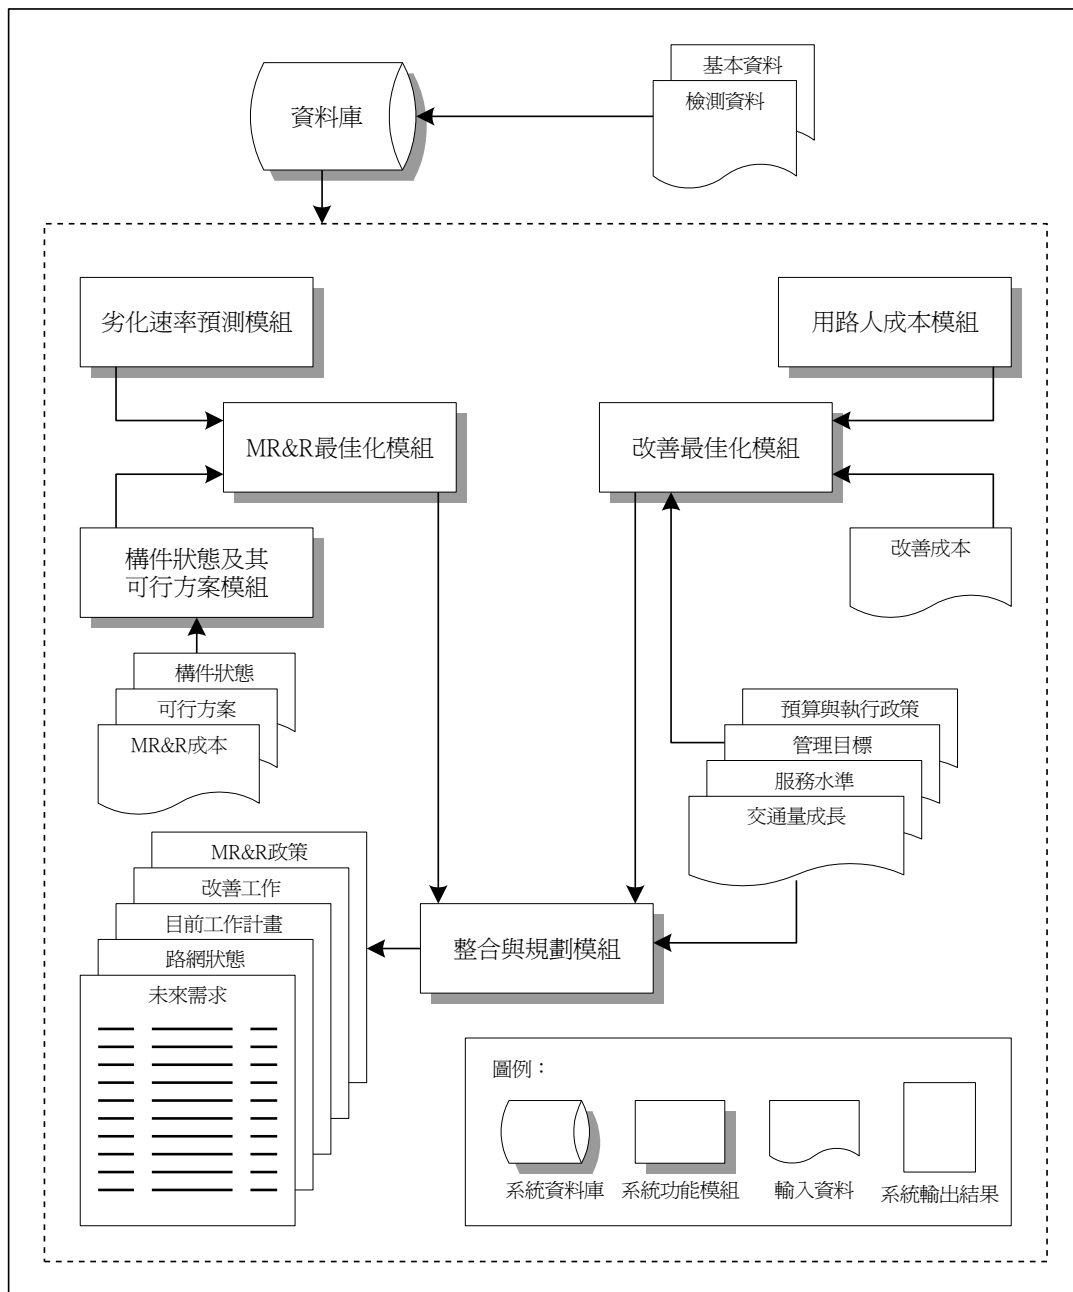 基本資料
檢測資料
資料庫
劣化速率預測模組
用路人成本模組
MR&R最佳化模組
改善最佳化模組
構件狀態及其
可行方案模組
改善成本
構件狀態
可行方案
MR&R成本
預算與執行政策
管理目標
服務水準
交通量成長
MR&R政策
改善工作
目前工作計畫
路網狀態
未來需求
整合與規劃模組
圖例：
系統資料庫
系統功能模組
輸入資料
系統輸出結果